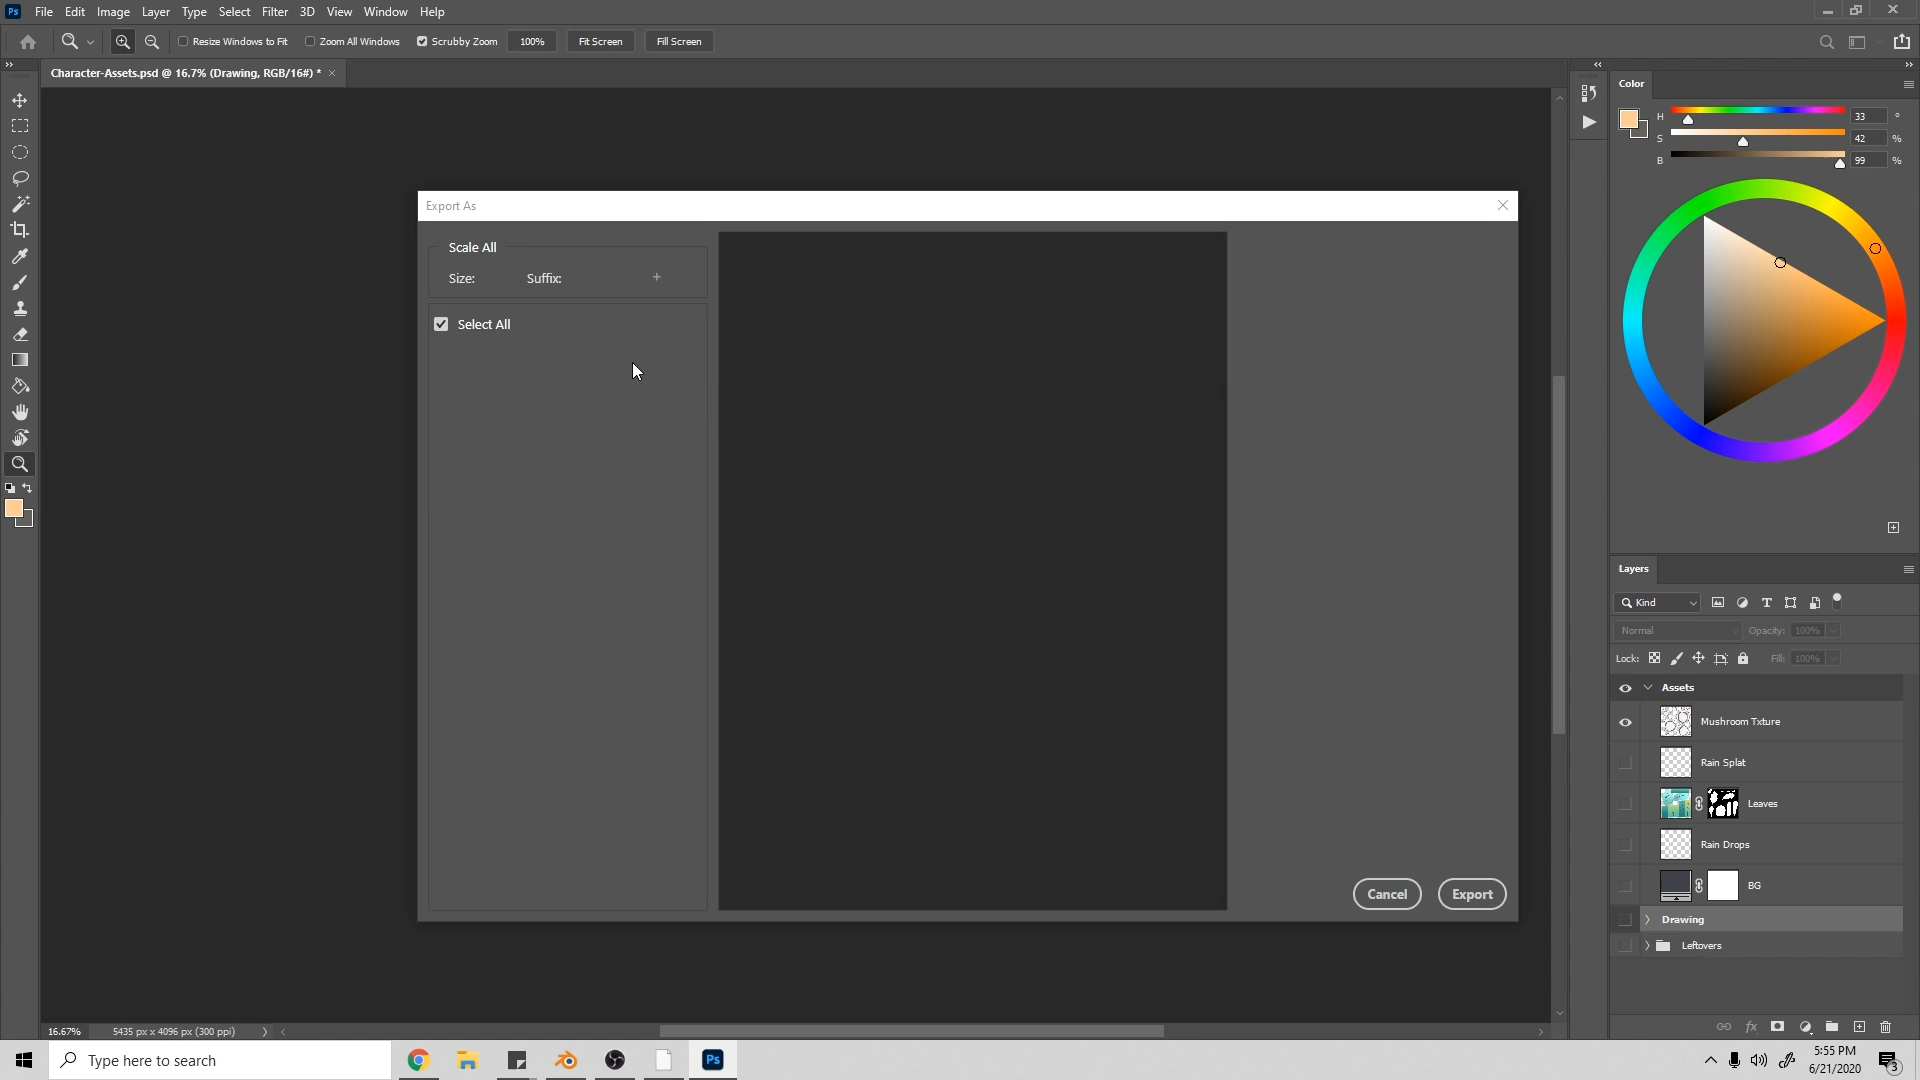 Ps File Edit Image Layer Type Select Filter 3D View Window Help
Resize Windows to Fit Zoom All Windows Scrubby Zoom 100% Fit Screen Fill Screen
Character-Assets.psd @ 16.7% (Drawing, RGB/16#) *
Color
H 33 °
S 42 %
B 99 %
Export As
Scale All
Size: Suffix: +
Select All
Cancel Export
Layers
Kind
Normal Opacity: 100%
Lock: Fill: 100%
Assets
Mushroom Txture
Rain Splat
Leaves
Rain Drops
BG
Drawing
Leftovers
16.67% 5435 px x 4096 px (300 ppi)
Type here to search
Ps
5:55 PM
6/21/2020
3